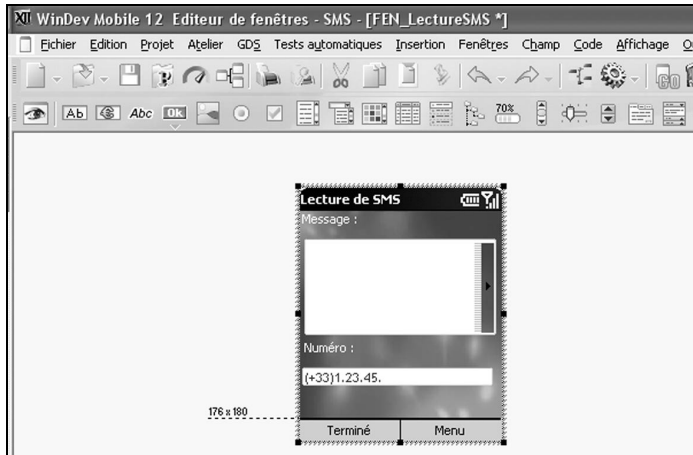 WinDev Mobile 12 Editeur de fenêtres - SMS - [FEN_LectureSMS *]
Fichier Edition Projet Atelier GDS Tests automatiques Insertion Fenêtres Champ Code Affichage
GO
Ab Abc OK 70%
Lecture de SMS
Message :
Numéro :
(+33)1.23.45.
176 x 180
Terminé Menu